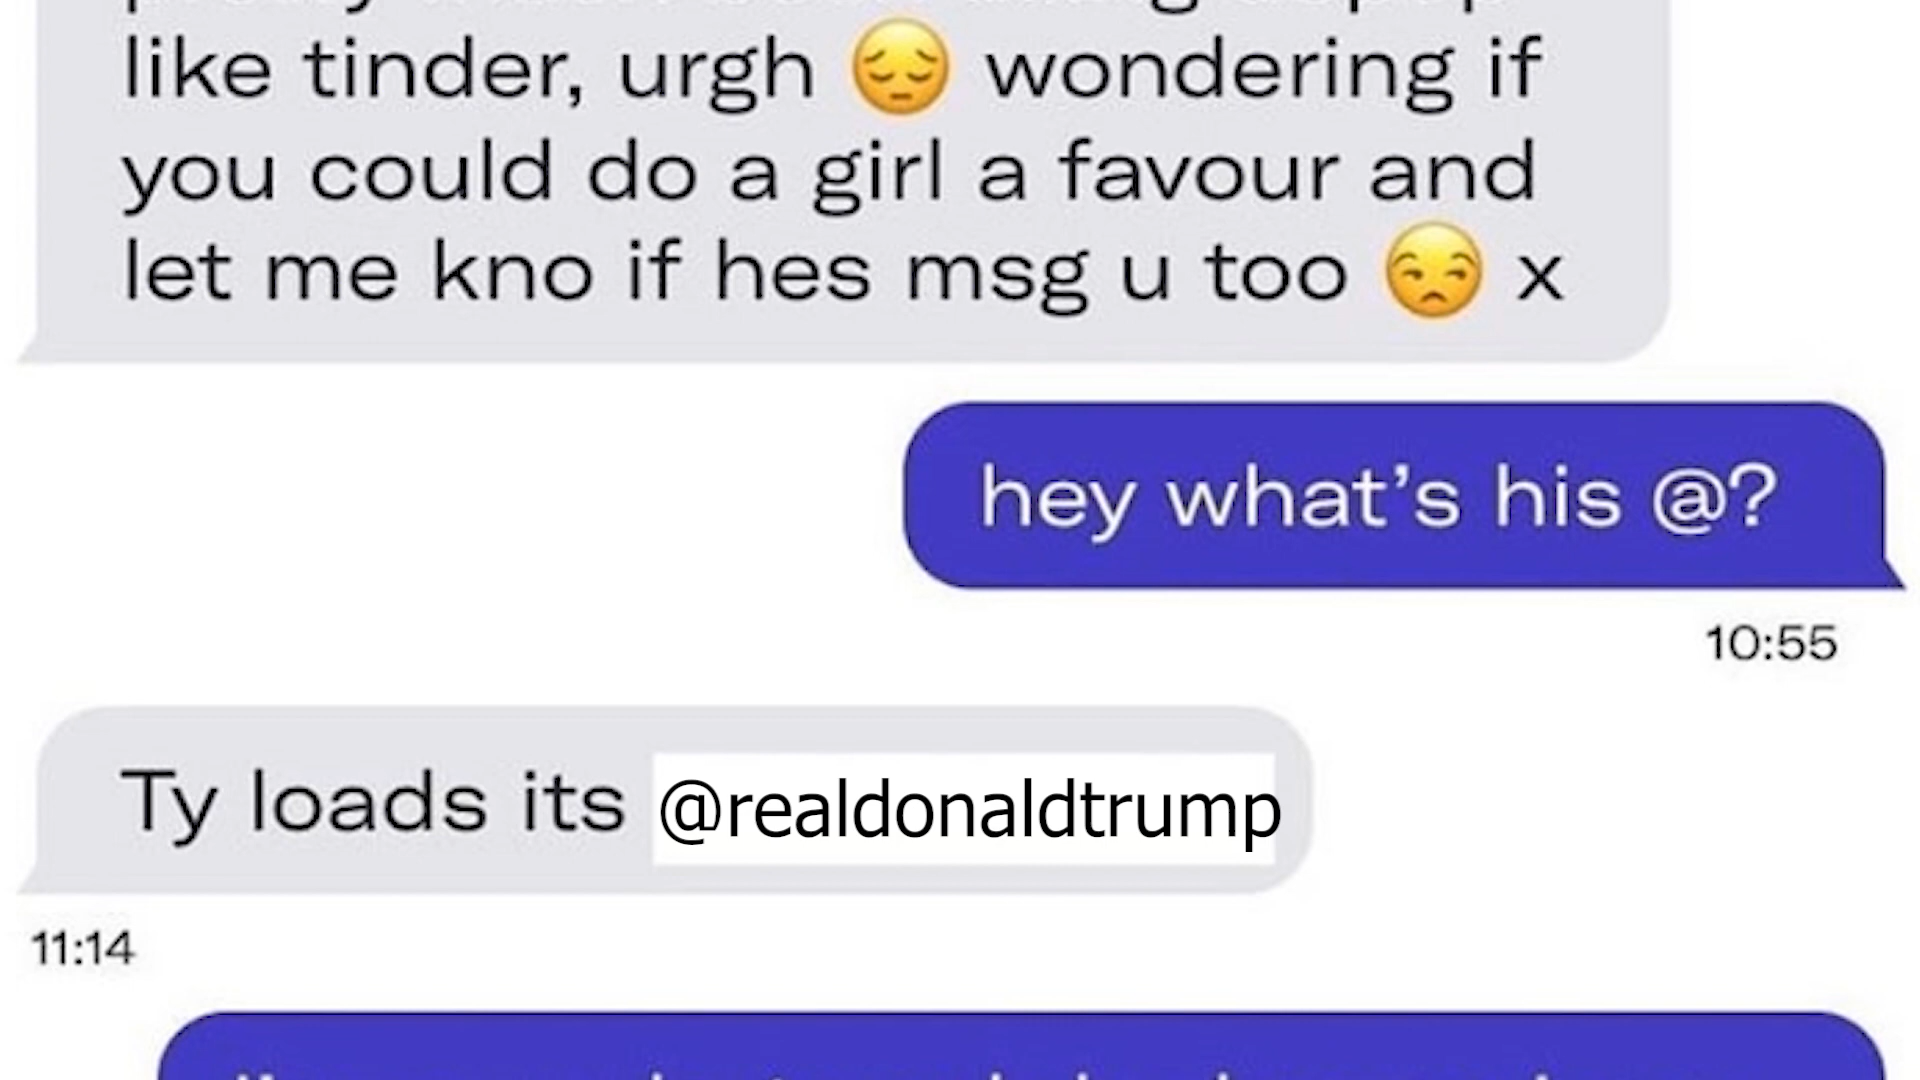 like tinder, urgh 😔 wondering if
you could do a girl a favour and
let me kno if hes msg u too 😒 x
hey what's his @?
10:55
Ty loads its @realdonaldtrump
11:14